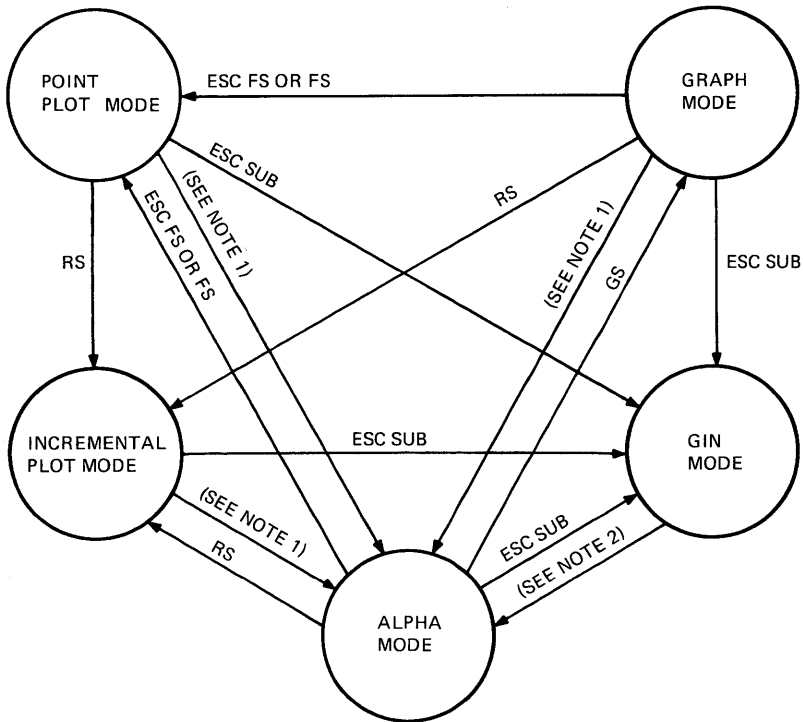 POINT
PLOT MODE
ESC FS OR FS
GRAPH
MODE
ESC SUB
(SEE NOTE 1)
ESC FS OR FS
RS
RS
(SEE NOTE 1)
GS
ESC SUB
INCREMENTAL
PLOT MODE
ESC SUB
GIN
MODE
(SEE NOTE 1)
RS
ESC SUB
(SEE NOTE 2)
ALPHA
MODE